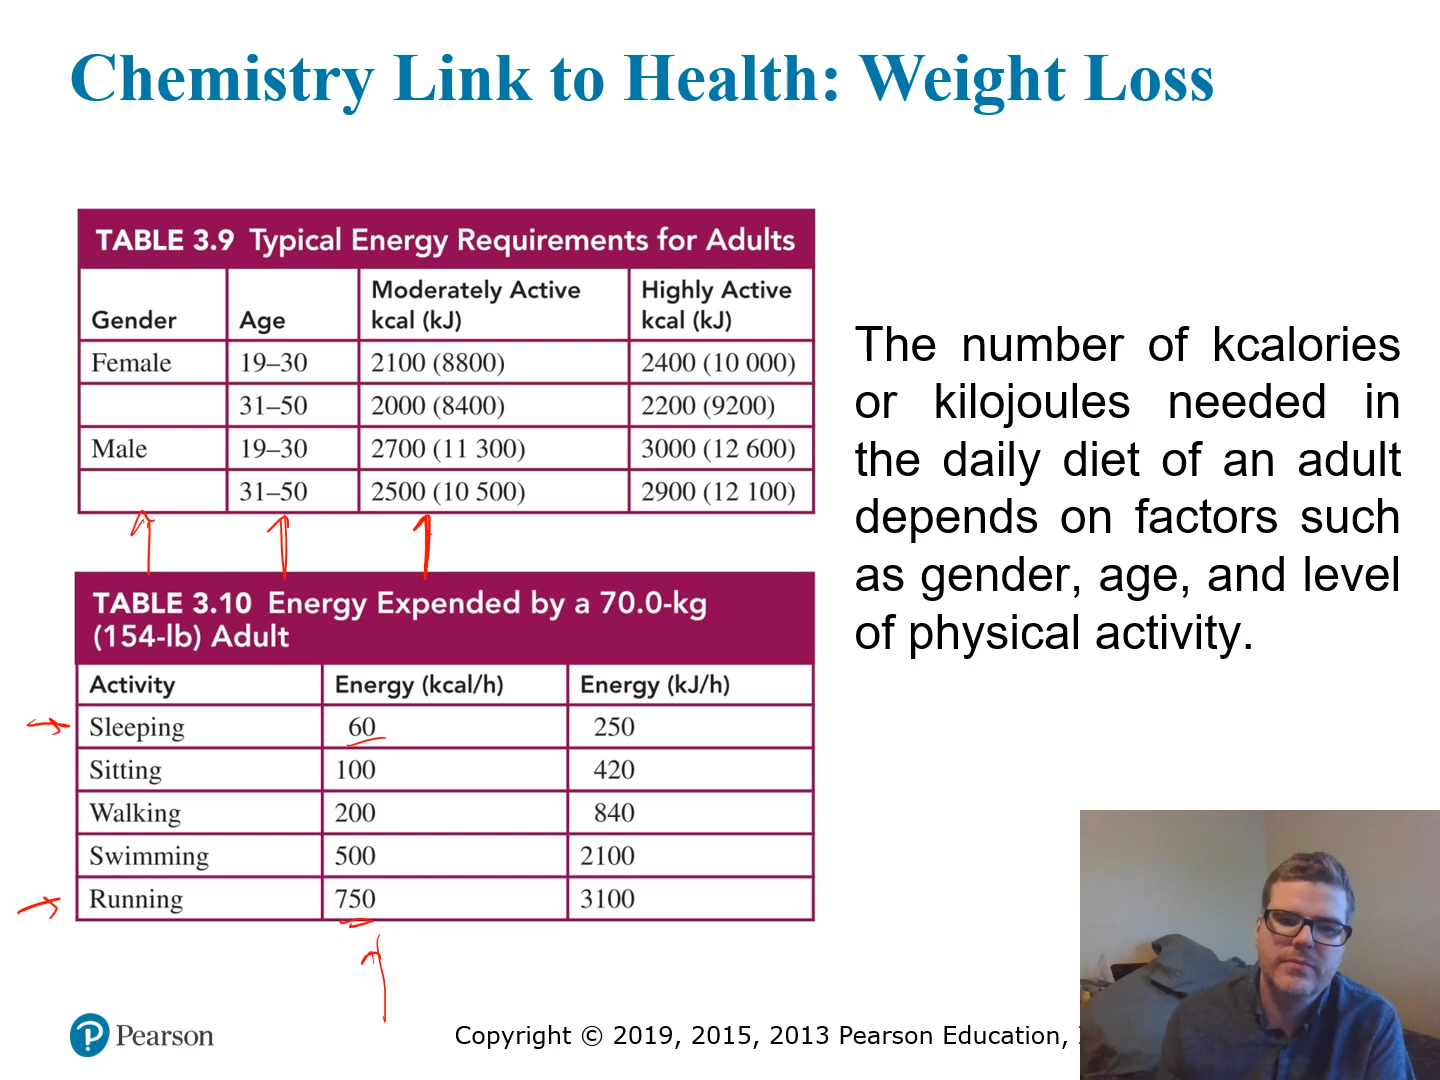 Chemistry Link to Health: Weight Loss
TABLE 3.9 Typical Energy Requirements for Adults
Gender Age Moderately Active kcal (kJ) Highly Active kcal (kJ)
Female 19–30 2100 (8800) 2400 (10 000)
31–50 2000 (8400) 2200 (9200)
Male 19–30 2700 (11 300) 3000 (12 600)
31–50 2500 (10 500) 2900 (12 100)
TABLE 3.10 Energy Expended by a 70.0-kg
(154-lb) Adult
Activity Energy (kcal/h) Energy (kJ/h)
Sleeping 60 250
Sitting 100 420
Walking 200 840
Swimming 500 2100
Running 750 3100
The number of kcalories
or kilojoules needed in
the daily diet of an adult
depends on factors such
as gender, age, and level
of physical activity.
P Pearson
Copyright © 2019, 2015, 2013 Pearson Education,